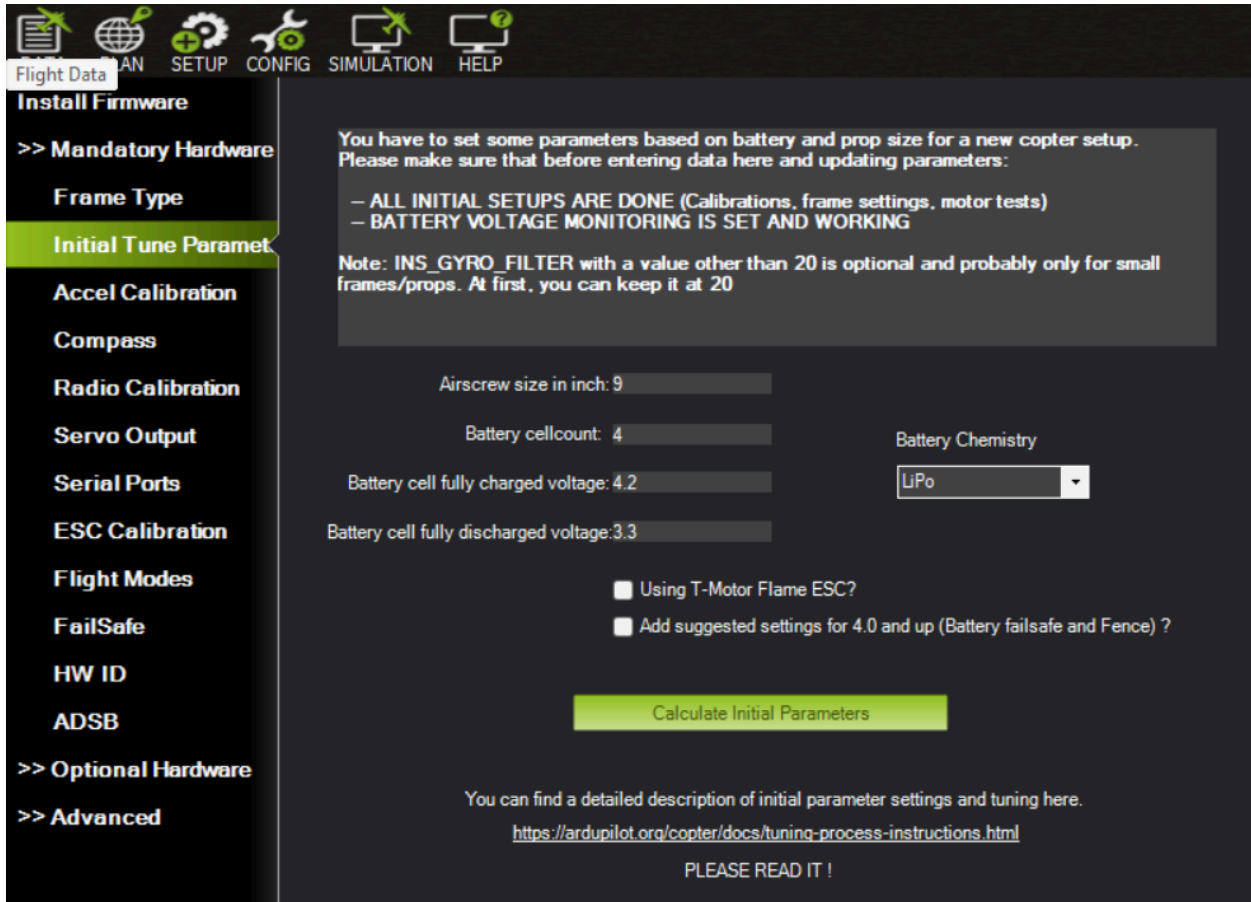 PLAN SETUP CONFIG SIMULATION HELP
Flight Data
Install Firmware
>> Mandatory Hardware
Frame Type
Initial Tune Paramet
Accel Calibration
Compass
Radio Calibration
Servo Output
Serial Ports
ESC Calibration
Flight Modes
FailSafe
HW ID
ADSB
>> Optional Hardware
>> Advanced
You have to set some parameters based on battery and prop size for a new copter setup.
Please make sure that before entering data here and updating parameters:
– ALL INITIAL SETUPS ARE DONE (Calibrations, frame settings, motor tests)
– BATTERY VOLTAGE MONITORING IS SET AND WORKING
Note: INS_GYRO_FILTER with a value other than 20 is optional and probably only for small
frames/props. At first, you can keep it at 20
Airscrew size in inch: 9
Battery cellcount: 4
Battery Chemistry
Battery cell fully charged voltage: 4.2
LiPo
Battery cell fully discharged voltage: 3.3
Using T-Motor Flame ESC?
Add suggested settings for 4.0 and up (Battery failsafe and Fence) ?
Calculate Initial Parameters
You can find a detailed description of initial parameter settings and tuning here.
https://ardupilot.org/copter/docs/tuning-process-instructions.html
PLEASE READ IT !